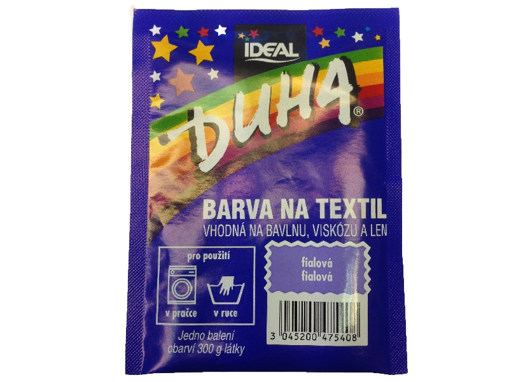 IDEAL
DUHA®
BARVA NA TEXTIL
VHODNÁ NA BAVLNU, VISKÓZU A LEN
pro použití
v pračce
v ruce
fialová
fialová
Jedno balení
obarví 300 g látky
3 045200 475408